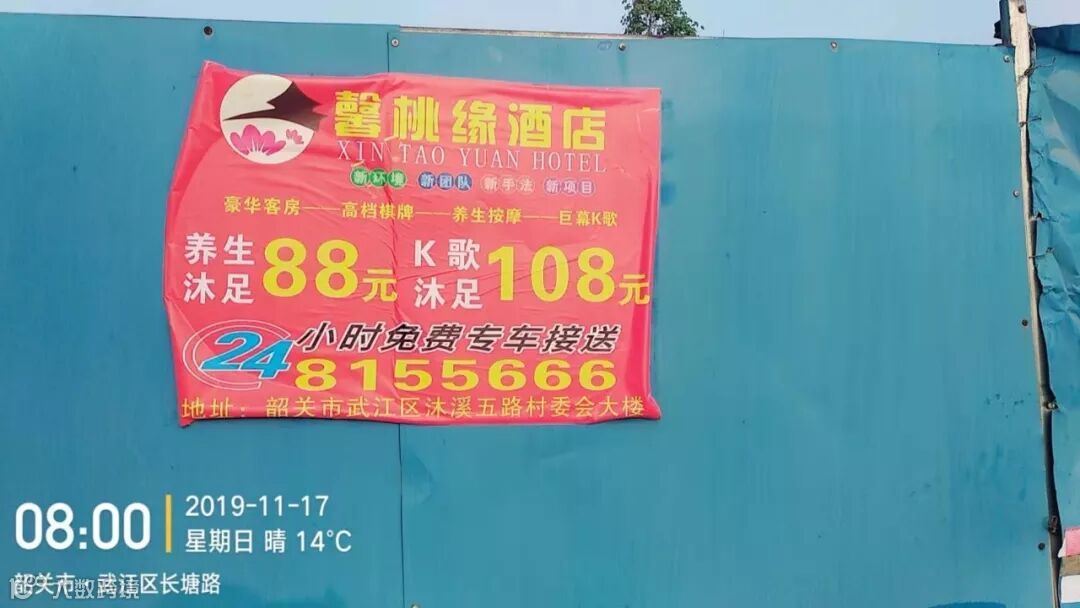 馨桃缘酒店
XIN TAO YUAN HOTEL
新环境 新团队 新手法 新项目
豪华客房——高档棋牌——养生按摩——巨幕K歌
养生沐足88元 K歌沐足108元
24小时免费专车接送
8155666
地址：韶关市武江区沐溪五路村委会大楼
08:00
2019-11-17
星期日 晴 14°C
韶关市·武江区长塘路
大数跨境